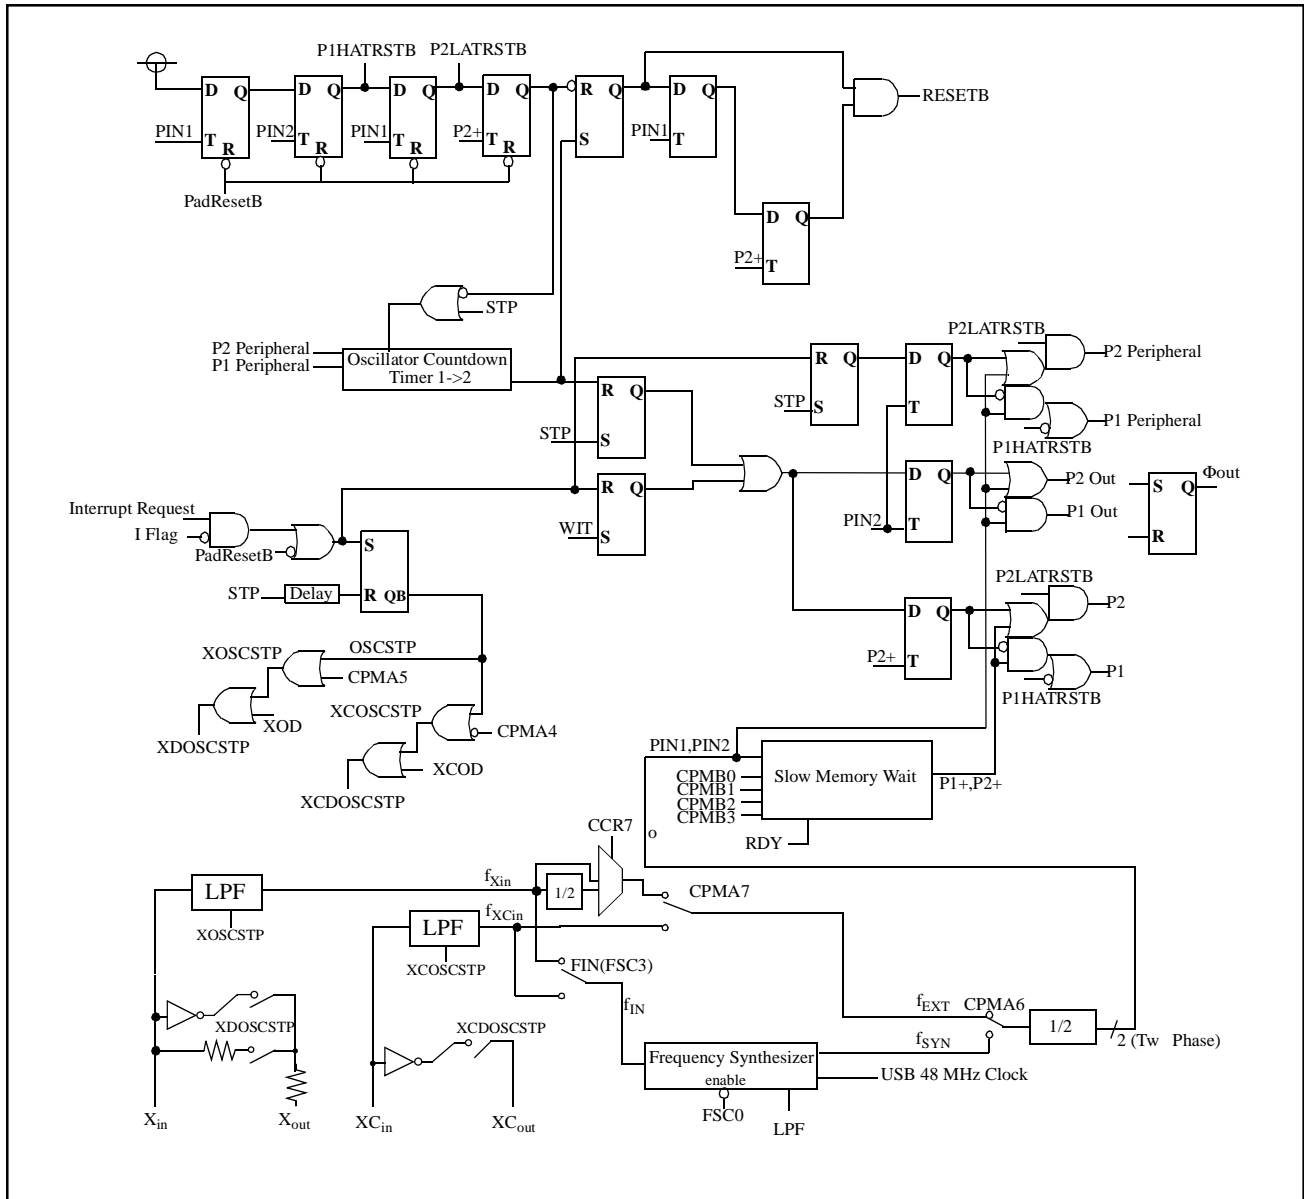 P1HATRSTB P2LATRSTB
D Q D Q D Q D Q R Q D Q RESETB
PIN1 T R PIN2 T R PIN1 T R P2+ T R S PIN1 T
PadResetB
D Q
P2+ T
STP
P2 Peripheral
P1 Peripheral
Oscillator Countdown
Timer 1->2
R Q
STP S
R Q
STP S
D Q
T
P2LATRSTB
P2 Peripheral
P1 Peripheral
P1HATRSTB
R Q
WIT S
D Q
PIN2 T
P2 Out
P1 Out
S Q Φout
R
Interrupt Request
I Flag
PadResetB
S
STP Delay R QB
P2LATRSTB
D Q P2
P2+ T P1
P1HATRSTB
XOSCSTP OSCSTP
CPMA5
XCOSCSTP
XOD
CPMA4
XDOSCSTP
XCOD
XCDOSCSTP
PIN1,PIN2
CPMB0
CPMB1
CPMB2
CPMB3
Slow Memory Wait
P1+,P2+
RDY
o
CCR7
LPF fXin 1/2 CPMA7
XOSCSTP
LPF fXCin
XCOSCSTP
FIN(FSC3)
fIN
fEXT CPMA6
1/2
2 (Tw Phase)
fSYN
XDOSCSTP
XCDOSCSTP
Frequency Synthesizer
enable
USB 48 MHz Clock
FSC0
LPF
Xin Xout XCin XCout